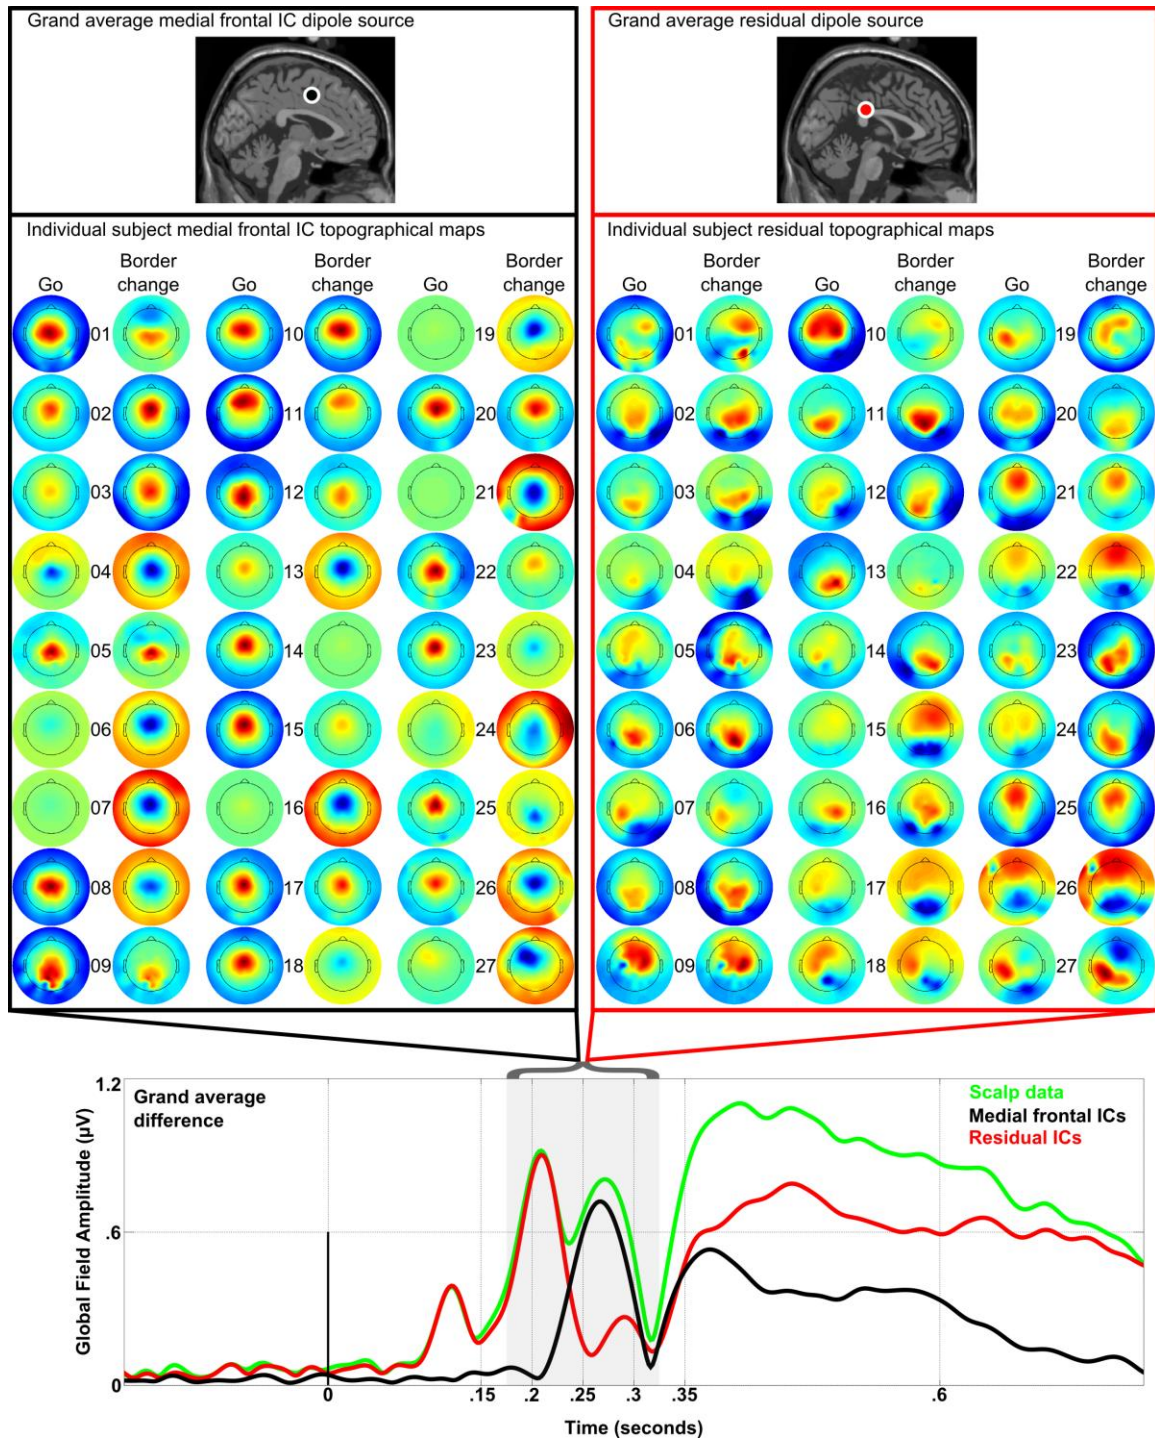 Grand average medial frontal IC dipole source
Grand average residual dipole source
Individual subject medial frontal IC topographical maps
Go Border change Go Border change Go Border change
01 10 19
02 11 20
03 12 21
04 13 22
05 14 23
06 15 24
07 16 25
08 17 26
09 18 27
Individual subject residual topographical maps
Go Border change Go Border change Go Border change
01 10 19
02 11 20
03 12 21
04 13 22
05 14 23
06 15 24
07 16 25
08 17 26
09 18 27
Grand average
difference
Scalp data
Medial frontal ICs
Residual ICs
Global Field Amplitude (µV)
1.2
.6
0
0 .15 .2 .25 .3 .35 .6
Time (seconds)